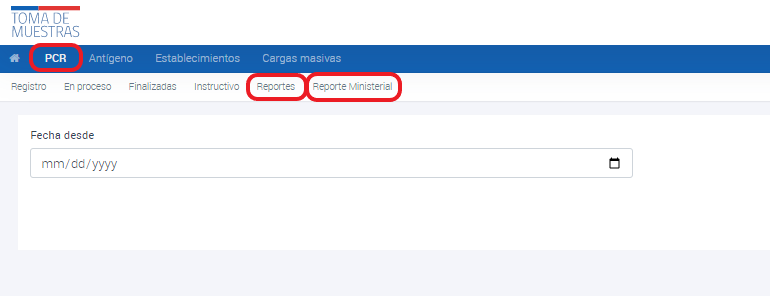 TOMA DE
MUESTRAS
PCR Antígeno Establecimientos Cargas masivas
Registro En proceso Finalizadas Instructivo Reportes Reporte Ministerial
Fecha desde
mm/dd/yyyy